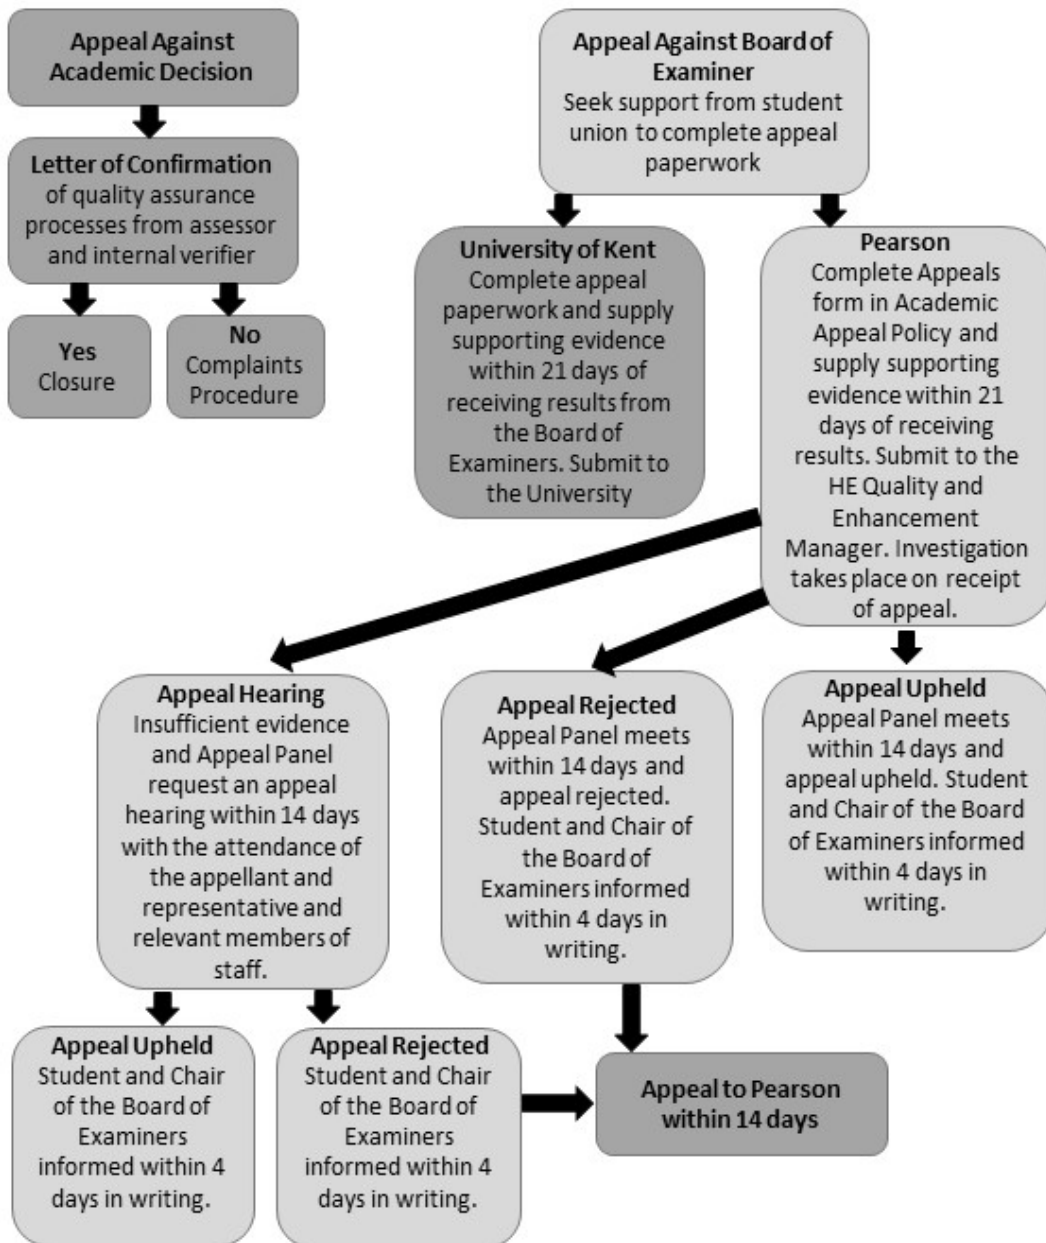 Appeal Against
Academic Decision
Letter of Confirmation
of quality assurance
processes from assessor
and internal verifier
Yes
Closure
No
Complaints
Procedure
Appeal Against Board of
Examiner
Seek support from student
union to complete appeal
paperwork
University of Kent
Complete appeal
paperwork and supply
supporting evidence
within 21 days of
receiving results from
the Board of
Examiners. Submit to
the University
Pearson
Complete Appeals
form in Academic
Appeal Policy and
supply supporting
evidence within 21
days of receiving
results. Submit to the
HE Quality and
Enhancement
Manager. Investigation
takes place on receipt
of appeal.
Appeal Hearing
Insufficient evidence
and Appeal Panel
request an appeal
hearing within 14 days
with the attendance of
the appellant and
representative and
relevant members of
staff.
Appeal Rejected
Appeal Panel meets
within 14 days and
appeal rejected.
Student and Chair of
the Board of
Examiners informed
within 4 days in
writing.
Appeal Upheld
Appeal Panel meets
within 14 days and
appeal upheld. Student
and Chair of the Board
of Examiners informed
within 4 days in
writing.
Appeal Upheld
Student and Chair
of the Board of
Examiners
informed within 4
days in writing.
Appeal Rejected
Student and Chair
of the Board of
Examiners
informed within 4
days in writing.
Appeal to Pearson
within 14 days